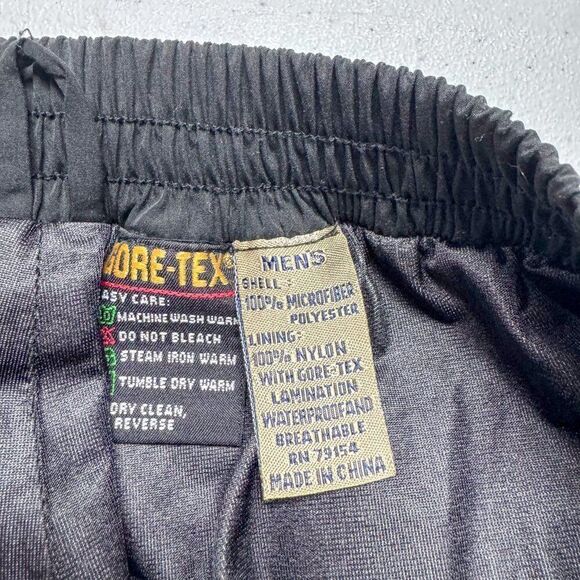 GORE-TEX®
EASY CARE:
MACHINE WASH WARM
DO NOT BLEACH
STEAM IRON WARM
TUMBLE DRY WARM
DRY CLEAN,
REVERSE
MENS
SHELL:
100% MICROFIBER
POLYESTER
LINING:
100% NYLON
WITH GORE-TEX
LAMINATION
WATERPROOFAND
BREATHABLE
RN 79154
MADE IN CHINA